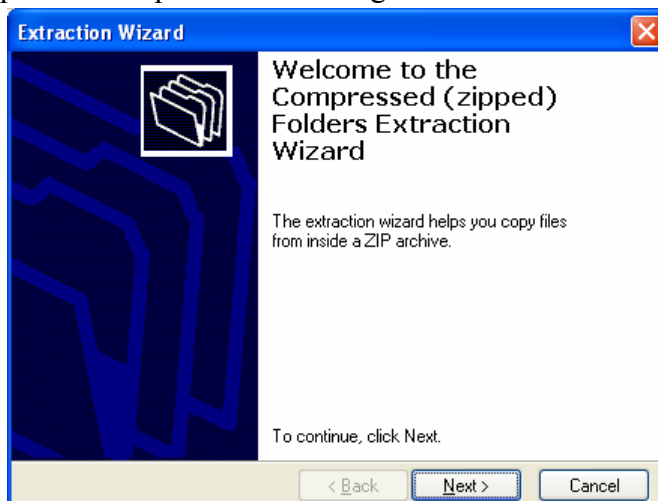 Extraction Wizard
Welcome to the
Compressed (zipped)
Folders Extraction
Wizard
The extraction wizard helps you copy files
from inside a ZIP archive.
To continue, click Next.
< Back
Next >
Cancel